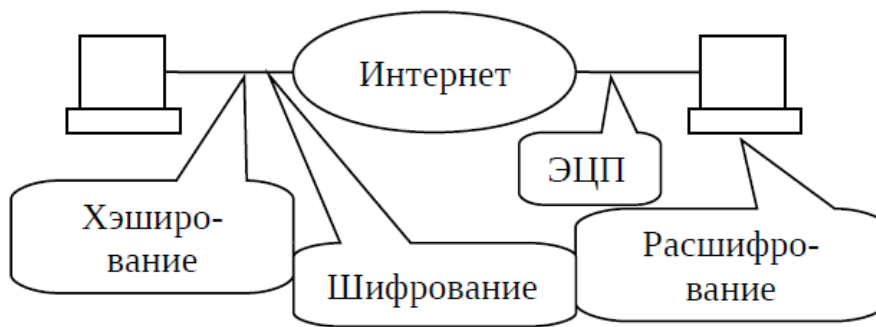 Интернет
ЭЦП
Хэширо-
вание
Шифрование
Расшифро-
вание